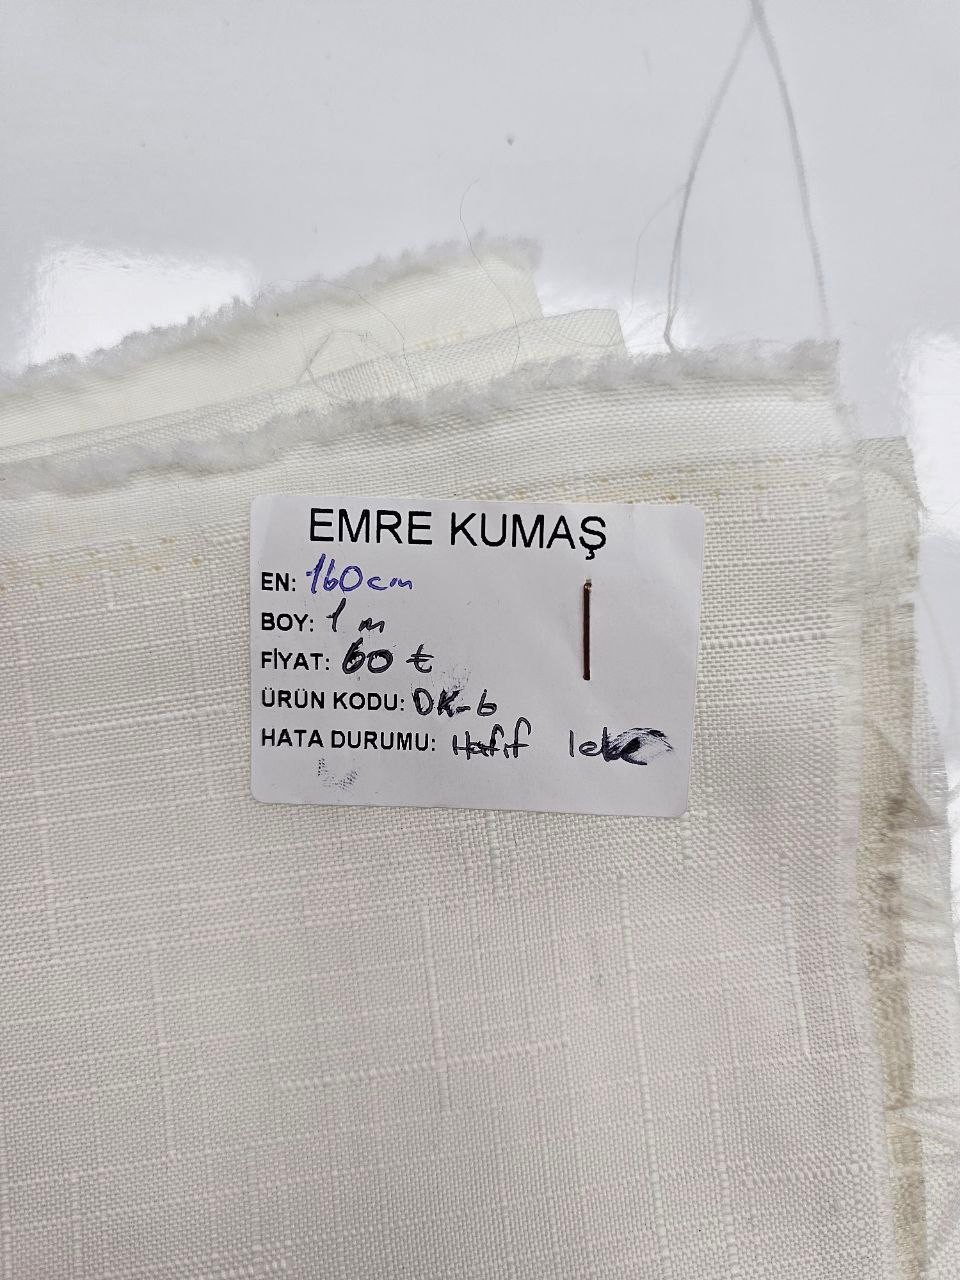 EMRE KUMAŞ
EN: 160cm
BOY: 1 m
FİYAT: 60 ₺
ÜRÜN KODU: DK-6
HATA DURUMU: Hafif leke